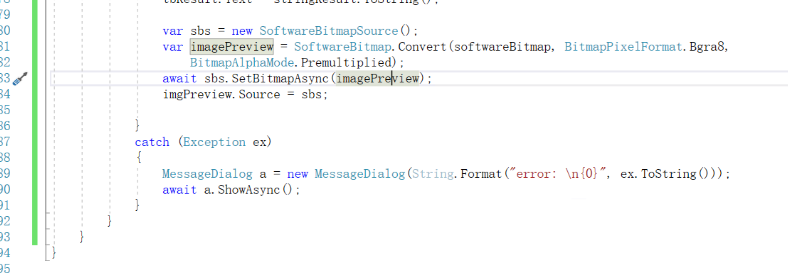 toResult.Text = stringResult.ToString();
80 var sbs = new SoftwareBitmapSource();
81 var imagePreview = SoftwareBitmap.Convert(softwareBitmap, BitmapPixelFormat.Bgra8,
82 BitmapAlphaMode.Premultiplied);
83 await sbs.SetBitmapAsync(imagePreview);
84 imgPreview.Source = sbs;
85
86 }
87 catch (Exception ex)
88 {
89 MessageDialog a = new MessageDialog(String.Format("error: \n{0}", ex.ToString()));
90 await a.ShowAsync();
91 }
92 }
93 }
94 }
95